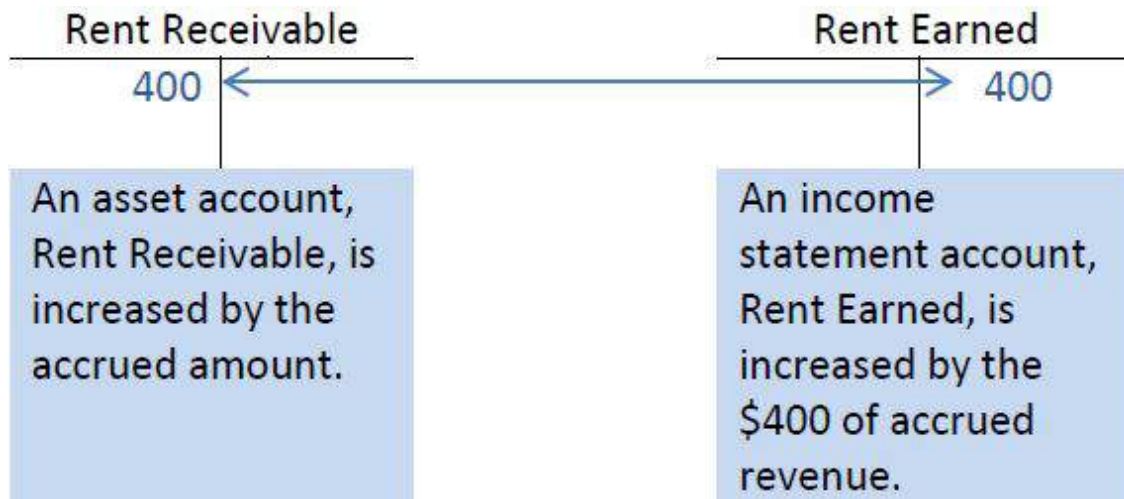 Rent Receivable
400
An asset account,
Rent Receivable, is
increased by the
accrued amount.
Rent Earned
400
An income
statement account,
Rent Earned, is
increased by the
$400 of accrued
revenue.